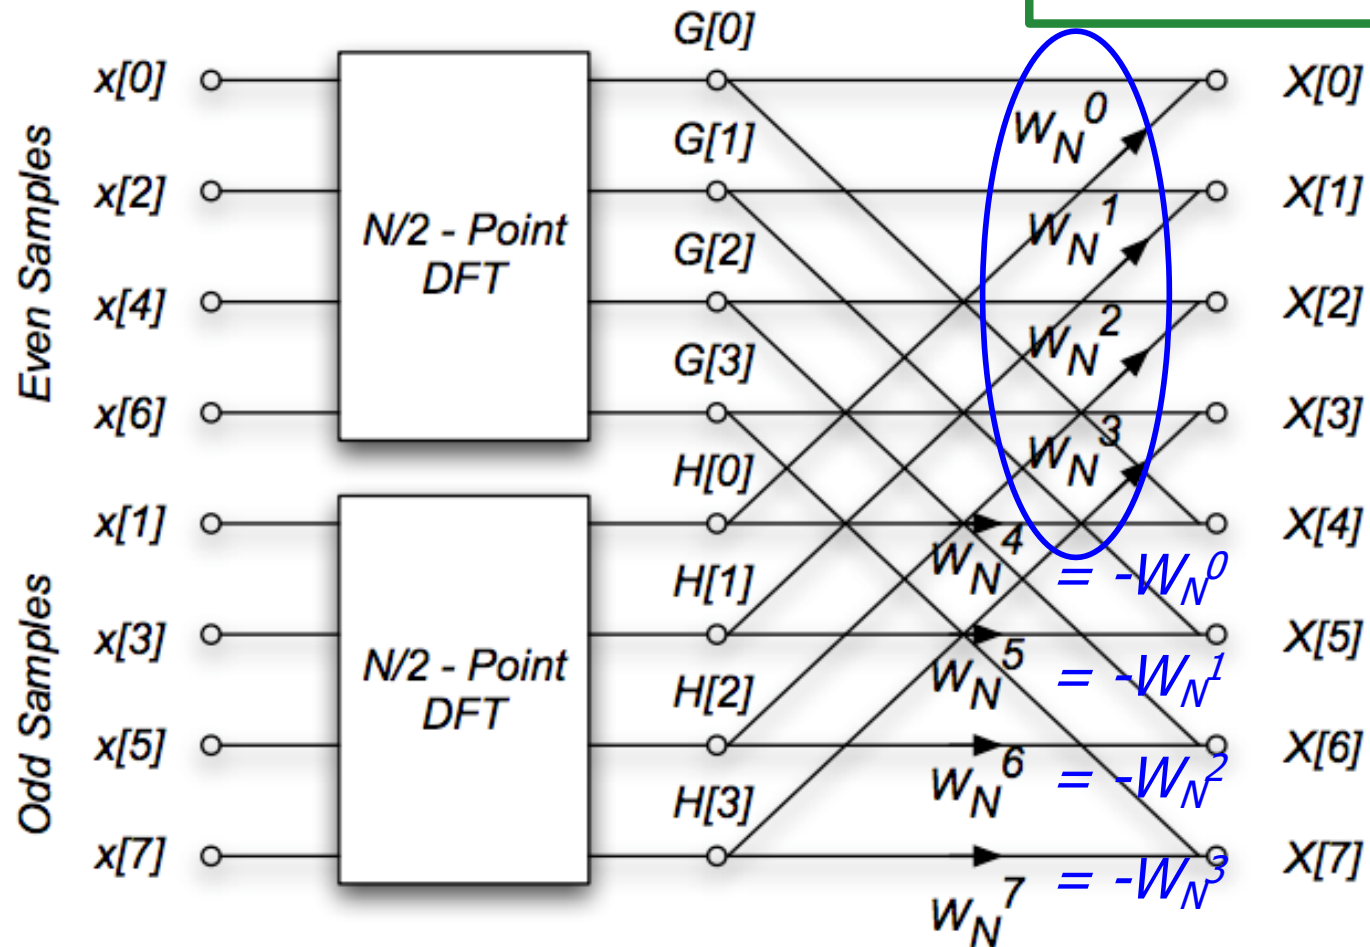 Even Samples
Odd Samples
x[0]
x[2]
x[4]
x[6]
x[1]
x[3]
x[5]
x[7]
N/2 - Point
DFT
N/2 - Point
DFT
G[0]
G[1]
G[2]
G[3]
H[0]
H[1]
H[2]
H[3]
W_N^0
W_N^1
W_N^2
W_N^3
W_N^4 = -W_N^0
W_N^5 = -W_N^1
W_N^6 = -W_N^2
W_N^7 = -W_N^3
X[0]
X[1]
X[2]
X[3]
X[4]
X[5]
X[6]
X[7]